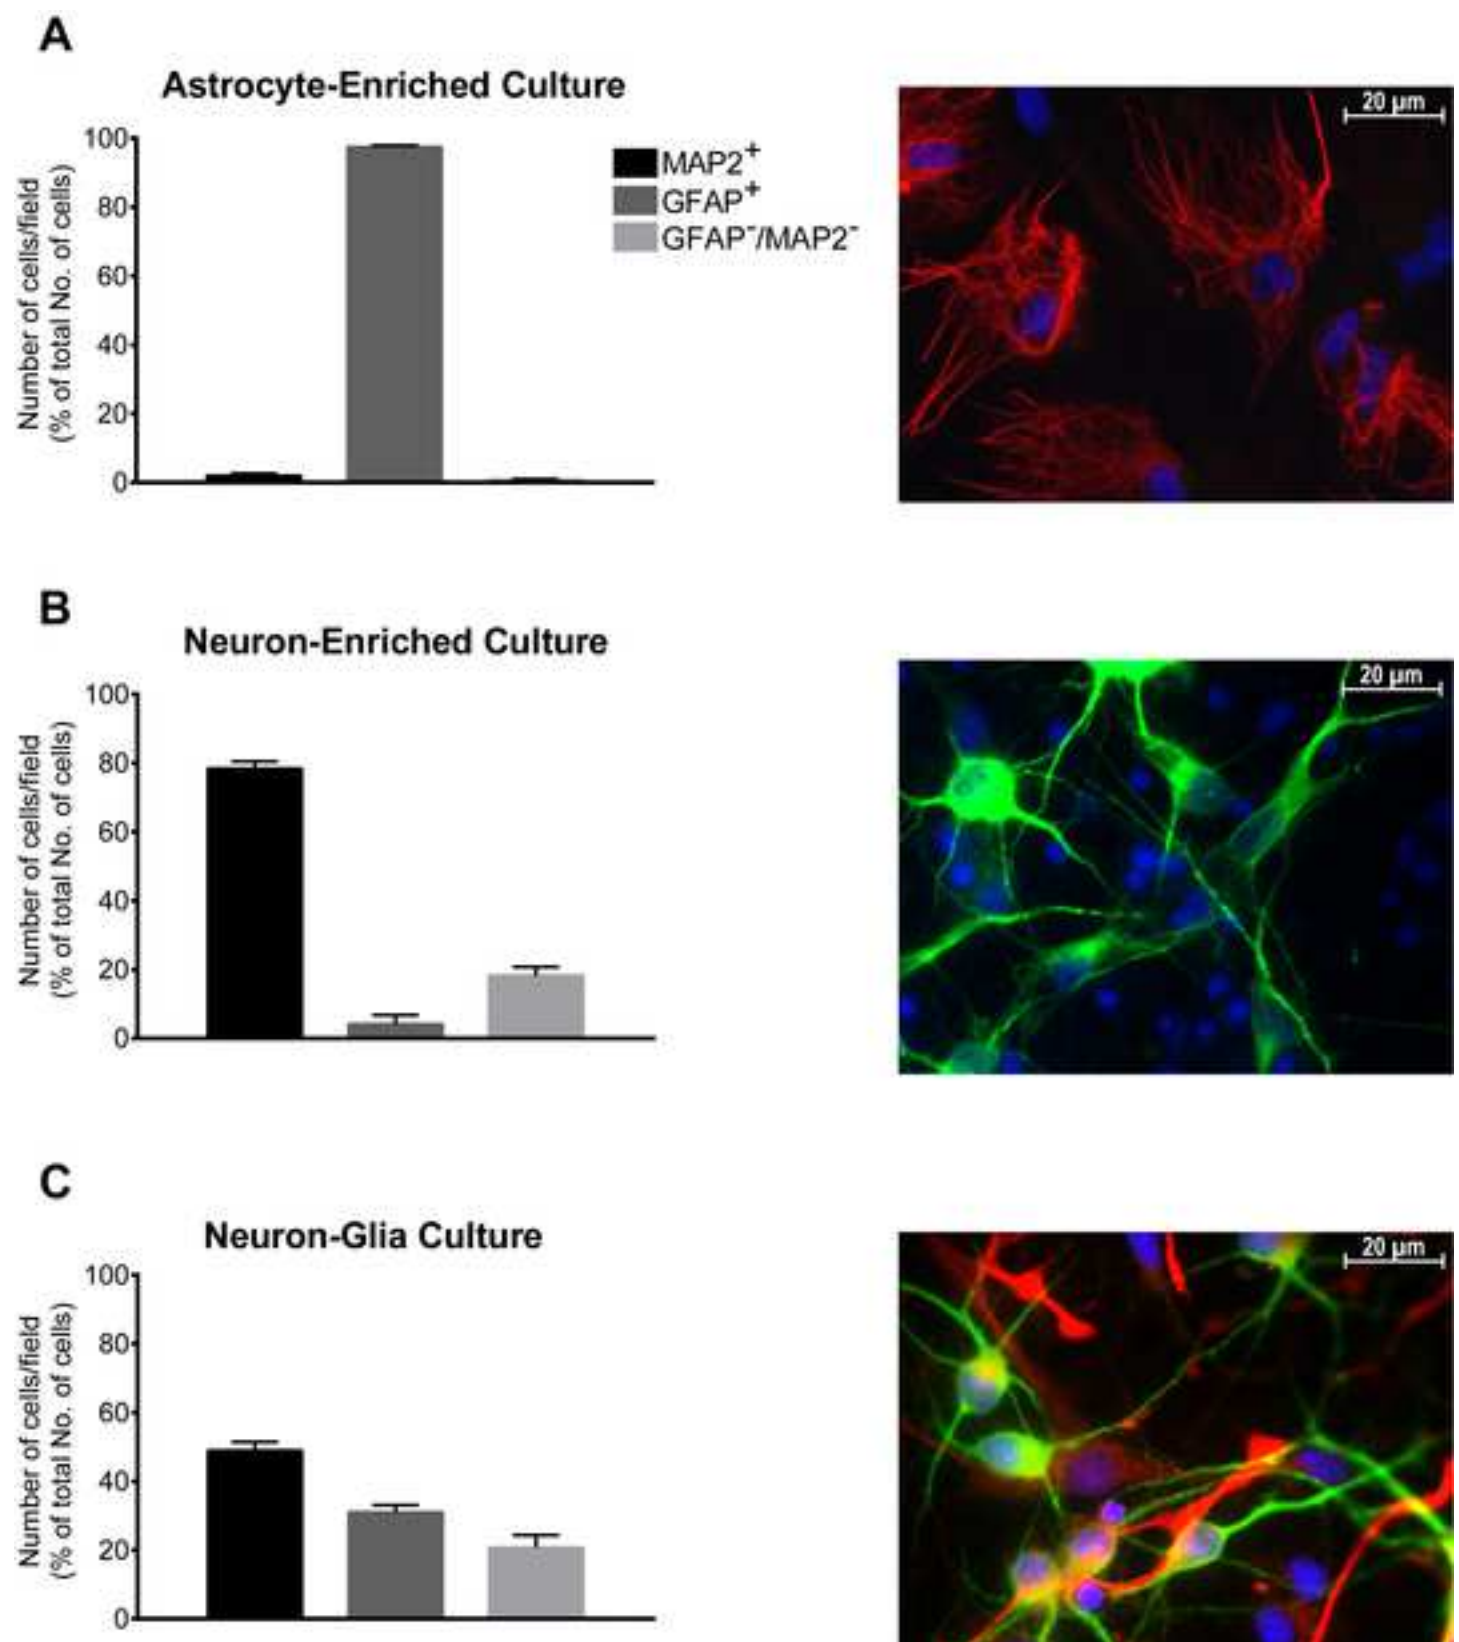 A
Astrocyte-Enriched Culture
Number of cells/field
(% of total No. of cells)
100
80
60
40
20
0
MAP2⁺
GFAP⁺
GFAP⁻/MAP2⁻
20 µm
B
Neuron-Enriched Culture
Number of cells/field
(% of total No. of cells)
100
80
60
40
20
0
20 µm
C
Neuron-Glia Culture
Number of cells/field
(% of total No. of cells)
100
80
60
40
20
0
20 µm